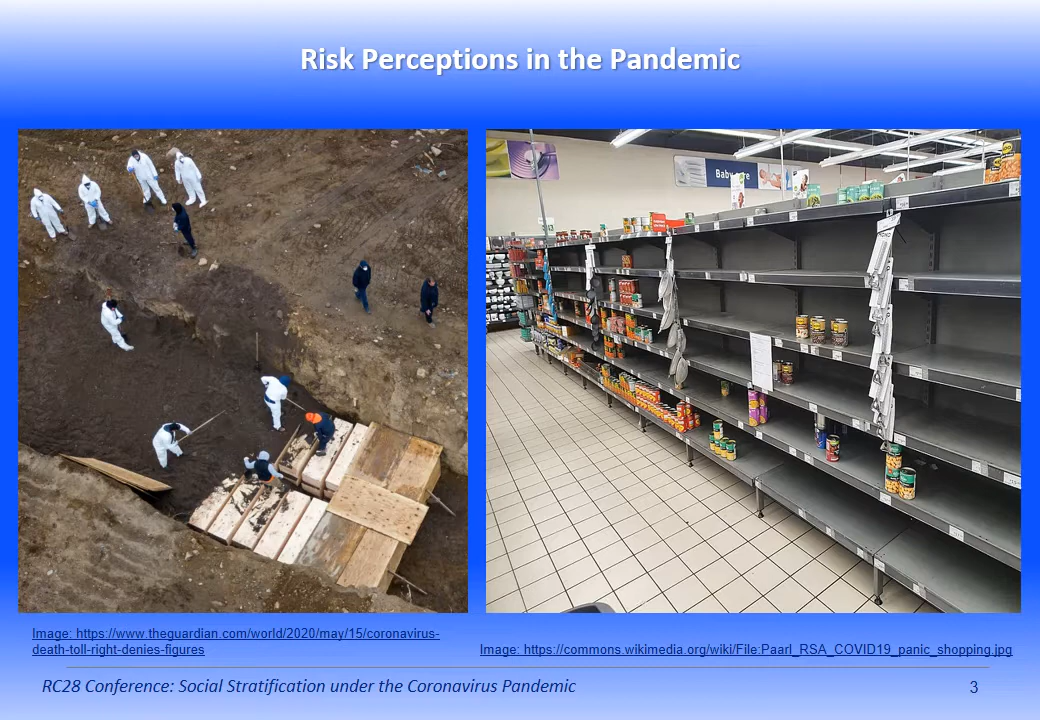 Risk Perceptions in the Pandemic
Image: https://www.theguardian.com/world/2020/may/15/coronavirus-
death-toll-right-denies-figures
Image: https://commons.wikimedia.org/wiki/File:Paarl_RSA_COVID19_panic_shopping.jpg
RC28 Conference: Social Stratification under the Coronavirus Pandemic
3